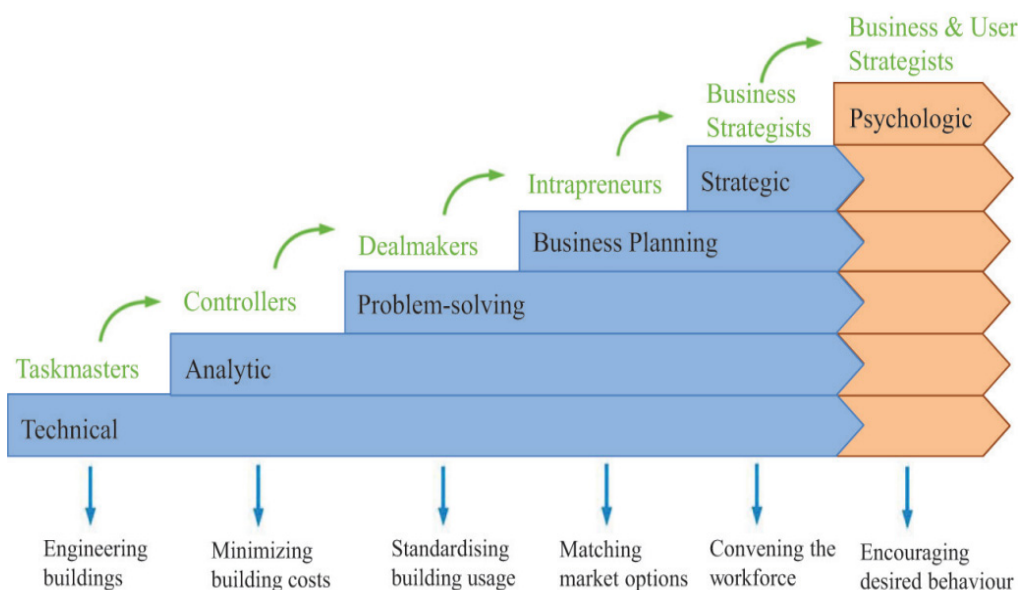 Business & User
Strategists
Business
Strategists
Psychologic
Intrapreneurs
Strategic
Dealmakers
Business Planning
Controllers
Problem-solving
Taskmasters
Analytic
Technical
Engineering
buildings
Minimizing
building costs
Standardising
building usage
Matching
market options
Convening the
workforce
Encouraging
desired behaviour